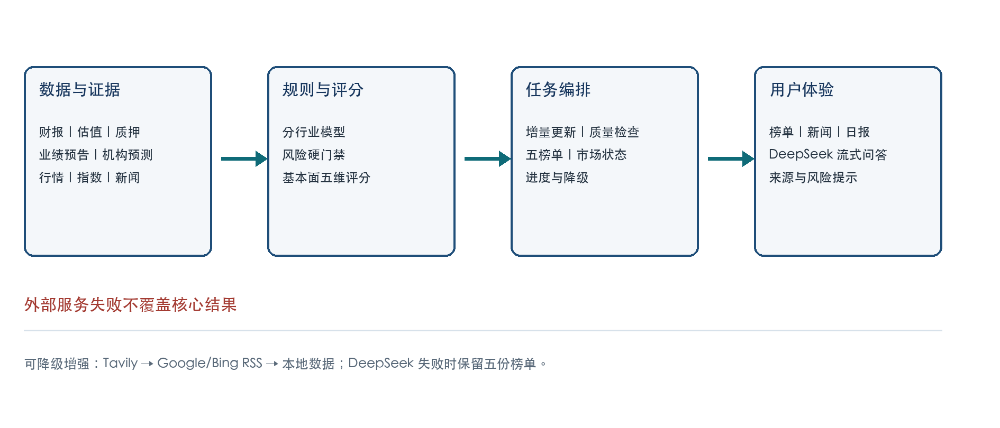 数据与证据
财报 | 估值 | 质押
业绩预告 | 机构预测
行情 | 指数 | 新闻
规则与评分
分行业模型
风险硬门禁
基本面五维评分
任务编排
增量更新 | 质量检查
五榜单 | 市场状态
进度与降级
用户体验
榜单 | 新闻 | 日报
DeepSeek 流式问答
来源与风险提示
外部服务失败不覆盖核心结果
可降级增强：Tavily → Google/Bing RSS → 本地数据；DeepSeek 失败时保留五份榜单。